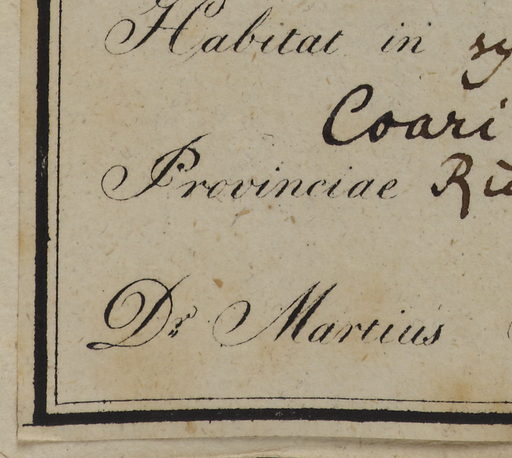 Habitat in
Coari
Provinciae
Dr. Martius